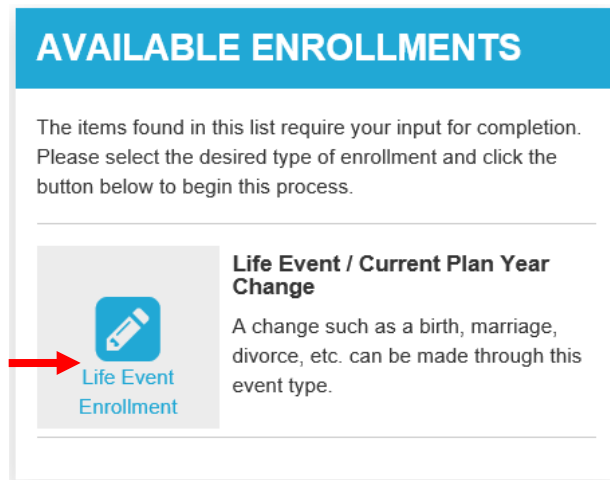 AVAILABLE ENROLLMENTS
The items found in this list require your input for completion.
Please select the desired type of enrollment and click the
button below to begin this process.
Life Event
Enrollment
Life Event / Current Plan Year
Change
A change such as a birth, marriage,
divorce, etc. can be made through this
event type.